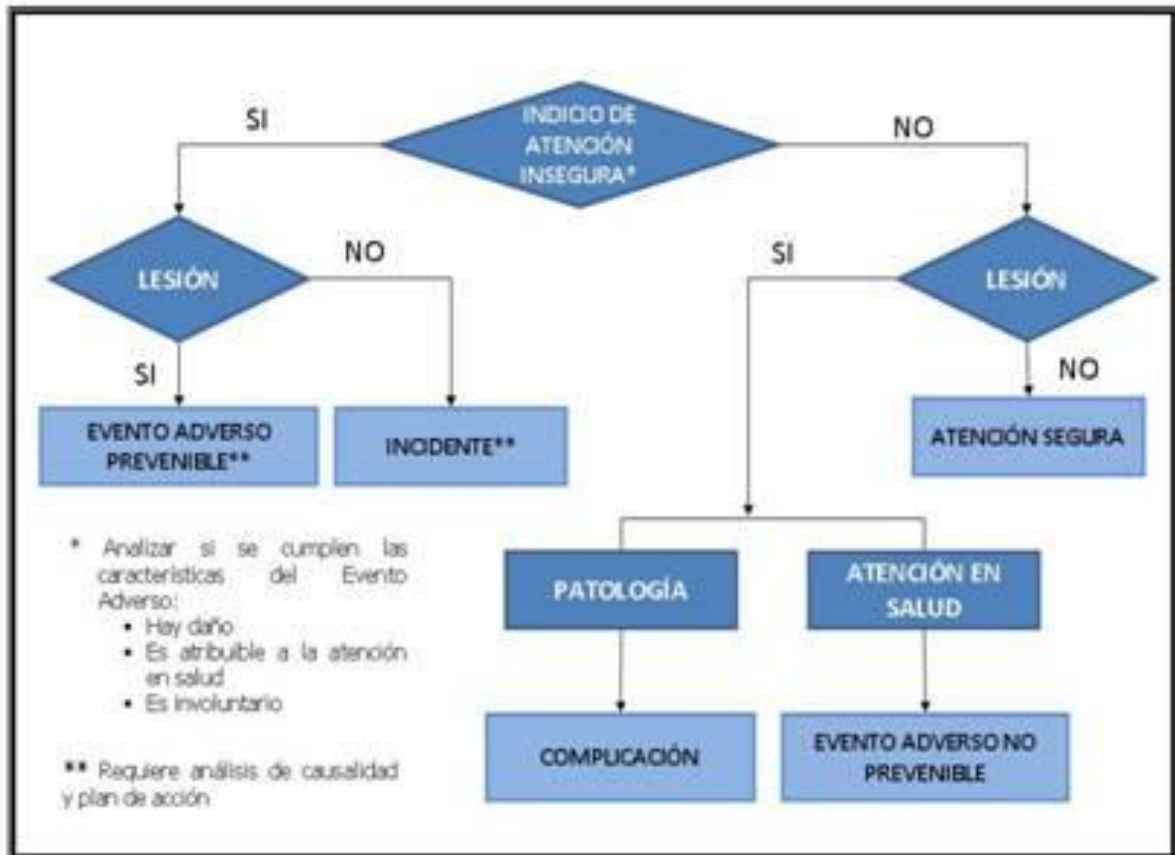 INDICIO DE
ATENCIÓN
INSEGURA*
SI
NO
LESIÓN
NO
SI
LESIÓN
SI
NO
EVENTO ADVERSO
PREVENIBLE**
INCIDENTE**
ATENCIÓN SEGURA
* Analizar si se cumplen las
características del Evento
Adverso:
• Hay daño
• Es atribuible a la atención
en salud
• Es involuntario
** Requiere análisis de causalidad
y plan de acción
PATOLOGÍA
ATENCIÓN EN
SALUD
COMPLICACIÓN
EVENTO ADVERSO NO
PREVENIBLE